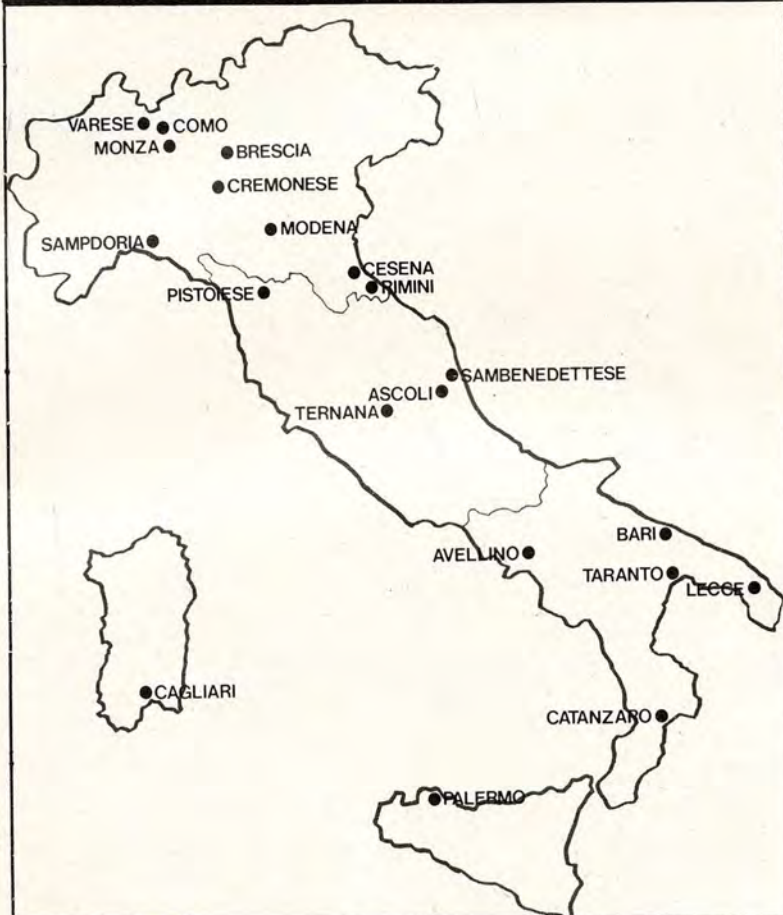 VARESE
COMO
MONZA
BRESCIA
CREMONESE
MODENA
SAMPDORIA
CESENA
PISTOIESE
RIMINI
SAMBENEDETTESE
ASCOLI
TERNANA
BARI
AVELLINO
TARANTO
LECCE
CAGLIARI
CATANZARO
PALERMO